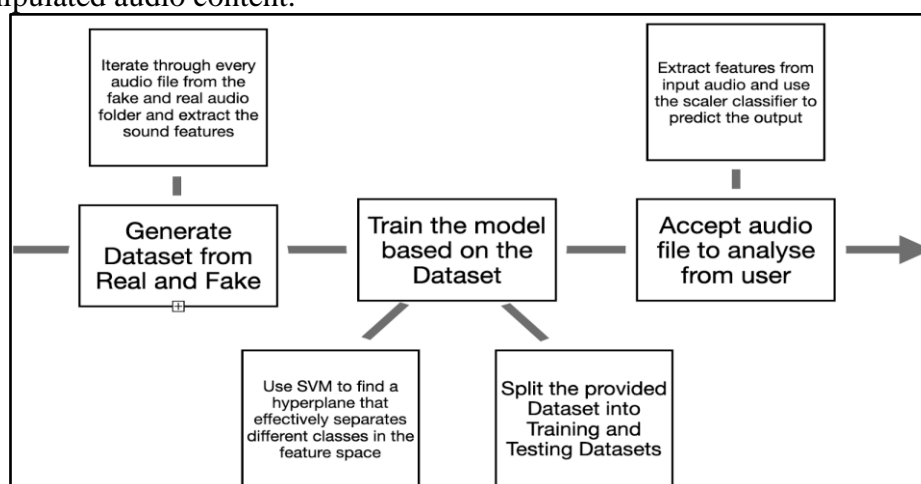 Iterate through every
audio file from the
fake and real audio
folder and extract the
sound features
Extract features from
input audio and use
the scaler classifier to
predict the output
Generate
Dataset from
Real and Fake
Train the model
based on the
Dataset
Accept audio
file to analyse
from user
Use SVM to find a
hyperplane that
effectively separates
different classes in the
feature space
Split the provided
Dataset into
Training and
Testing Datasets